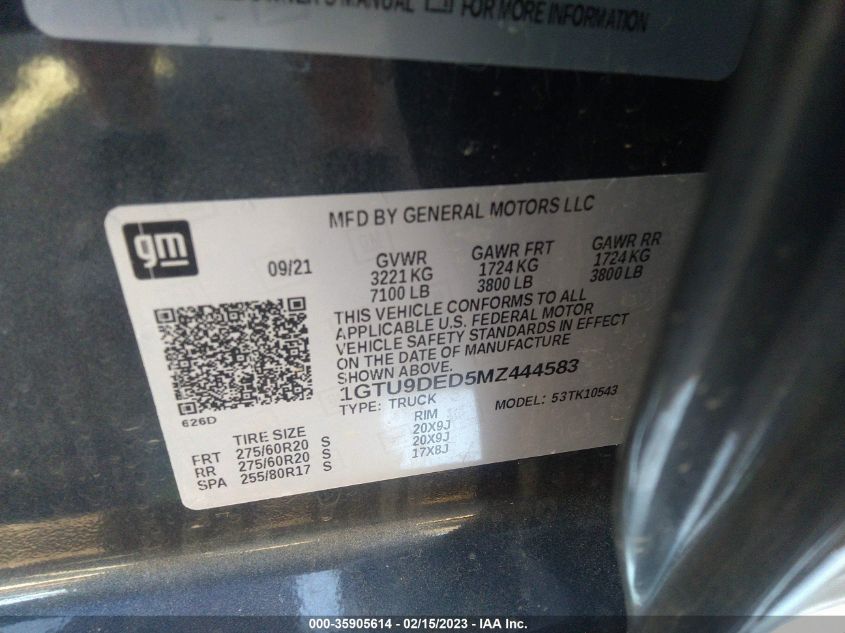 OWNER'S MANUAL FOR MORE INFORMATION
gm
MFD BY GENERAL MOTORS LLC
09/21 GVWR GAWR FRT GAWR RR
3221 KG 1724 KG 1724 KG
7100 LB 3800 LB 3800 LB
THIS VEHICLE CONFORMS TO ALL
APPLICABLE U.S. FEDERAL MOTOR
VEHICLE SAFETY STANDARDS IN EFFECT
ON THE DATE OF MANUFACTURE
SHOWN ABOVE.
1GTU9DED5MZ444583
TYPE: TRUCK MODEL: 53TK10543
626D
TIRE SIZE RIM
FRT 275/60R20 S 20X9J
RR 275/60R20 S 20X9J
SPA 255/80R17 S 17X8J
000-35905614 - 02/15/2023 - IAA Inc.